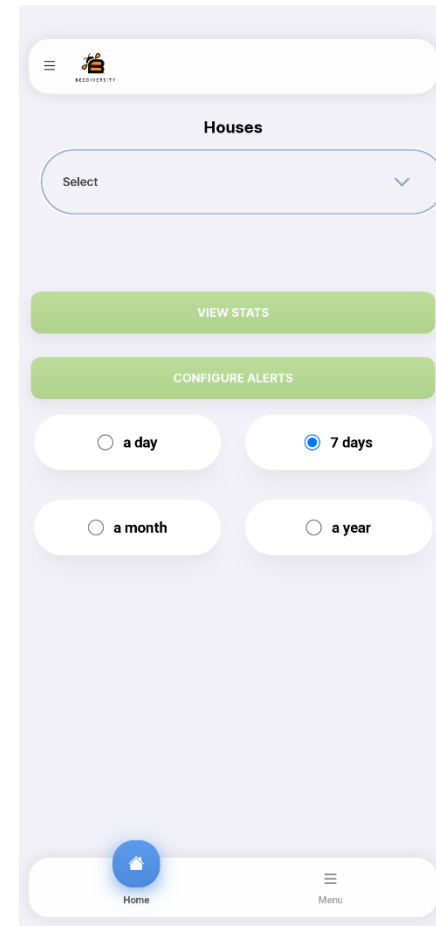 BEEDIVERSITY
Houses
Select
VIEW STATS
CONFIGURE ALERTS
a day
7 days
a month
a year
Home
Menu